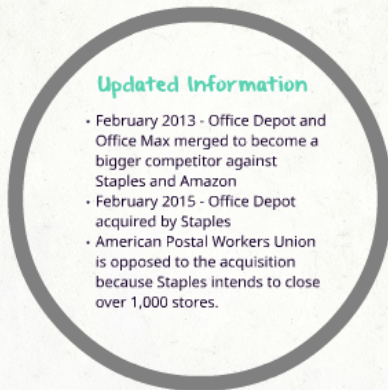 Updated Information
• February 2013 - Office Depot and
Office Max merged to become a
bigger competitor against
Staples and Amazon
• February 2015 - Office Depot
acquired by Staples
• American Postal Workers Union
is opposed to the acquisition
because Staples intends to close
over 1,000 stores.